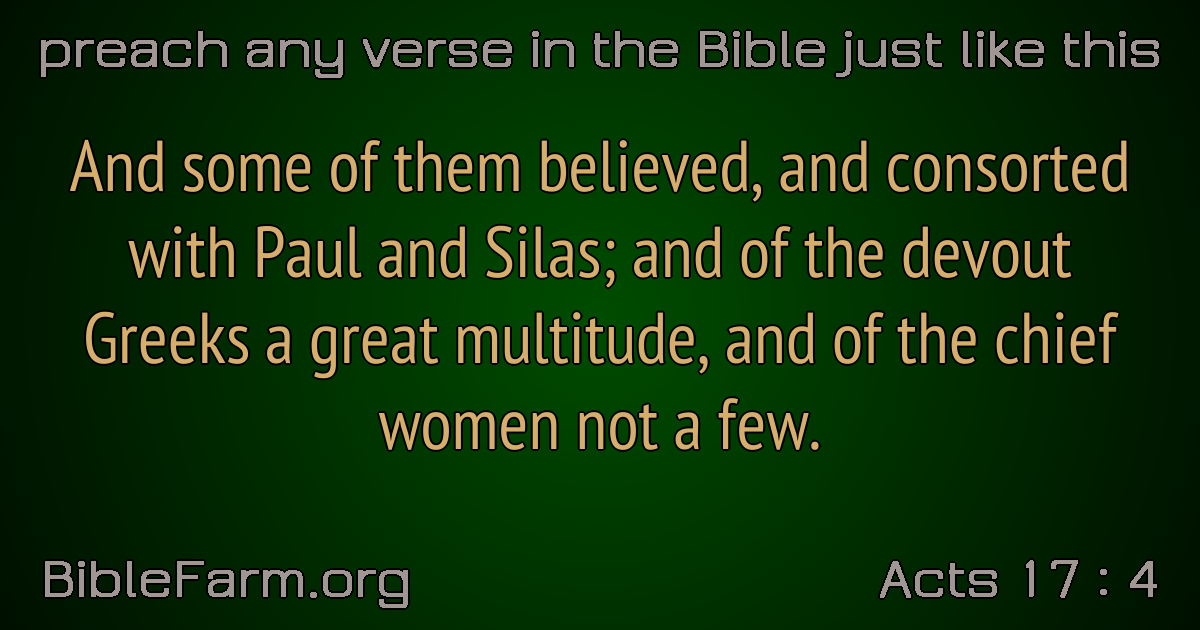 preach any verse in the Bible just like this
And some of them believed, and consorted
with Paul and Silas; and of the devout
Greeks a great multitude, and of the chief
women not a few.
BibleFarm.org
Acts 17 : 4